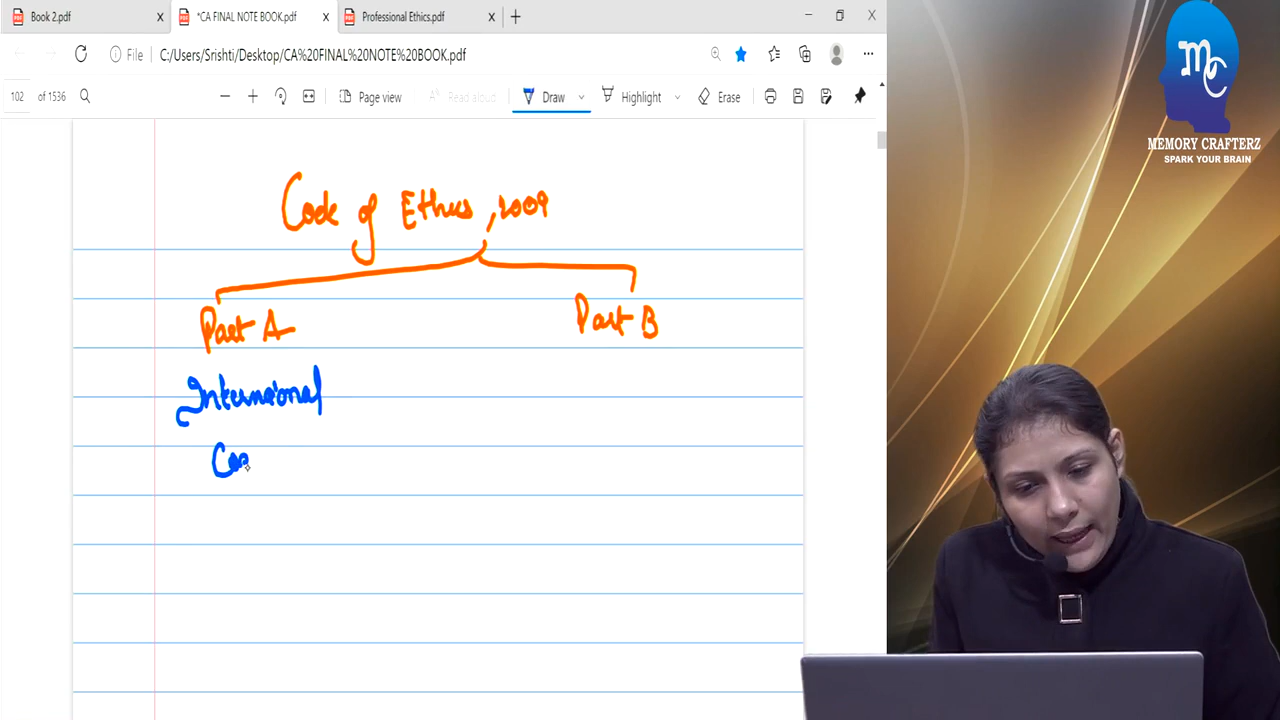 Book 2.pdf
*CA FINAL NOTE BOOK.pdf
Professional Ethics.pdf
File
C:/Users/Srishti/Desktop/CA%20FINAL%20NOTE%20BOOK.pdf
102 of 1536
Page view
Read aloud
Draw
Highlight
Erase
MC
MEMORY CRAFTERZ
SPARK YOUR BRAIN
Code of Ethics, 2009
Part A
Part B
International